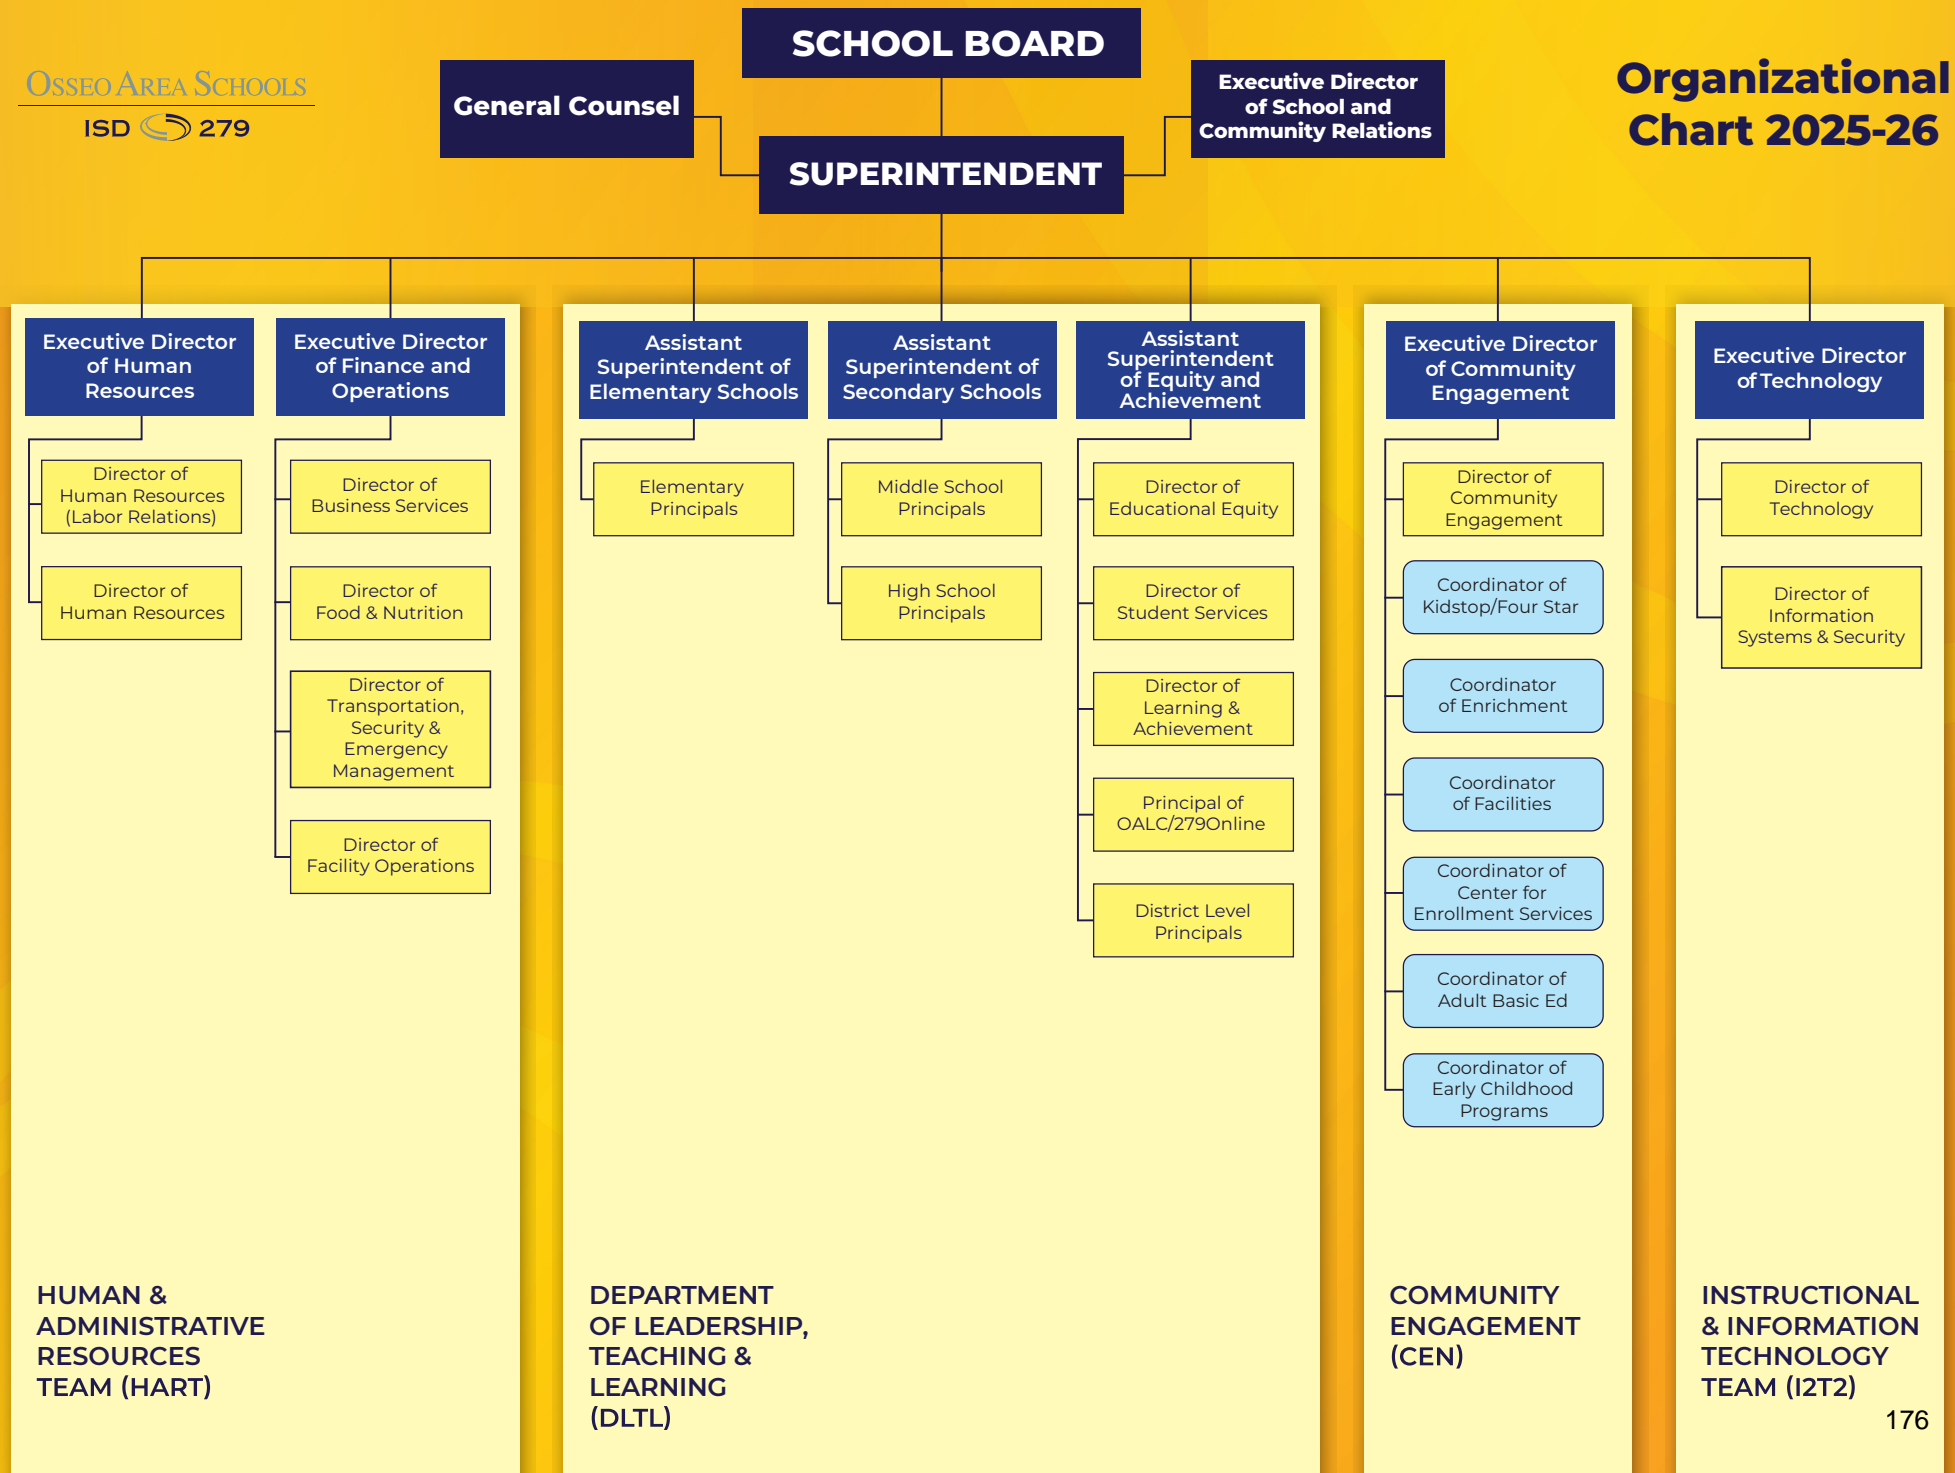 OSSEO AREA SCHOOLS
ISD 279
SCHOOL BOARD
General Counsel
Executive Director
of School and
Community Relations
SUPERINTENDENT
Organizational
Chart 2025-26
Executive Director
of Human
Resources
Director of
Human Resources
(Labor Relations)
Director of
Human Resources
Executive Director
of Finance and
Operations
Director of
Business Services
Director of
Food & Nutrition
Director of
Transportation,
Security &
Emergency
Management
Director of
Facility Operations
HUMAN &
ADMINISTRATIVE
RESOURCES
TEAM (HART)
Assistant
Superintendent of
Elementary Schools
Elementary
Principals
Assistant
Superintendent of
Secondary Schools
Middle School
Principals
High School
Principals
Assistant
Superintendent
of Equity and
Achievement
Director of
Educational Equity
Director of
Student Services
Director of
Learning &
Achievement
Principal of
OALC/279Online
District Level
Principals
DEPARTMENT
OF LEADERSHIP,
TEACHING &
LEARNING
(DLTL)
Executive Director
of Community
Engagement
Director of
Community
Engagement
Coordinator of
Kidstop/Four Star
Coordinator
of Enrichment
Coordinator
of Facilities
Coordinator of
Center for
Enrollment Services
Coordinator of
Adult Basic Ed
Coordinator of
Early Childhood
Programs
COMMUNITY
ENGAGEMENT
(CEN)
Executive Director
of Technology
Director of
Technology
Director of
Information
Systems & Security
INSTRUCTIONAL
& INFORMATION
TECHNOLOGY
TEAM (I2T2)
176